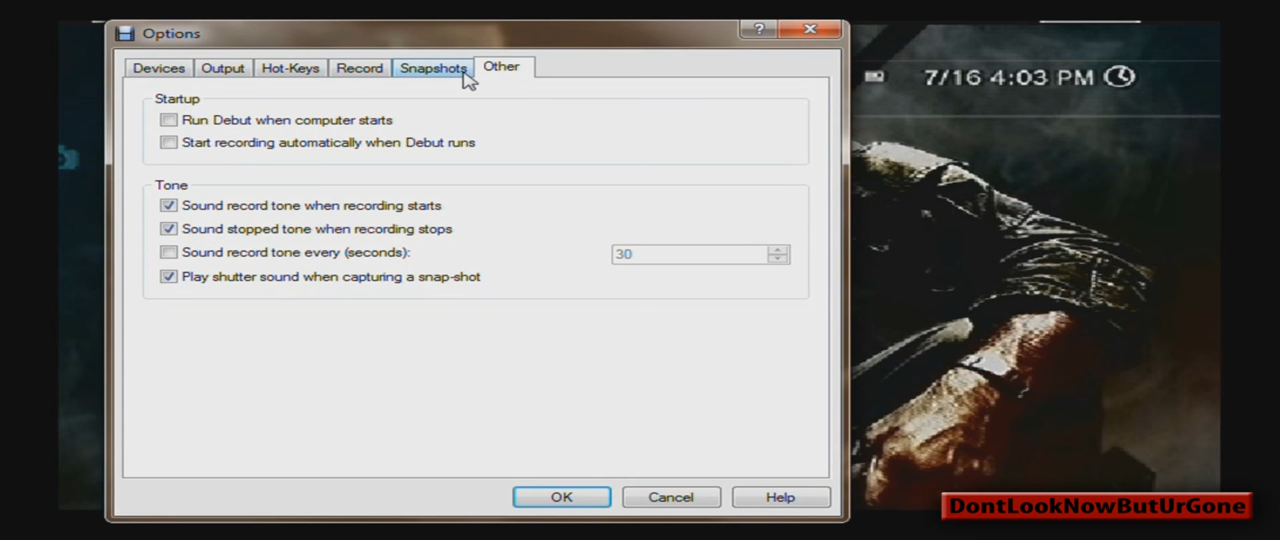 Options
Devices Output Hot-Keys Record Snapshots Other
7/16 4:03 PM
Startup
Run Debut when computer starts
Start recording automatically when Debut runs
Tone
Sound record tone when recording starts
Sound stopped tone when recording stops
Sound record tone every (seconds): 30
Play shutter sound when capturing a snap-shot
OK Cancel Help
DontLookNowButUrGone